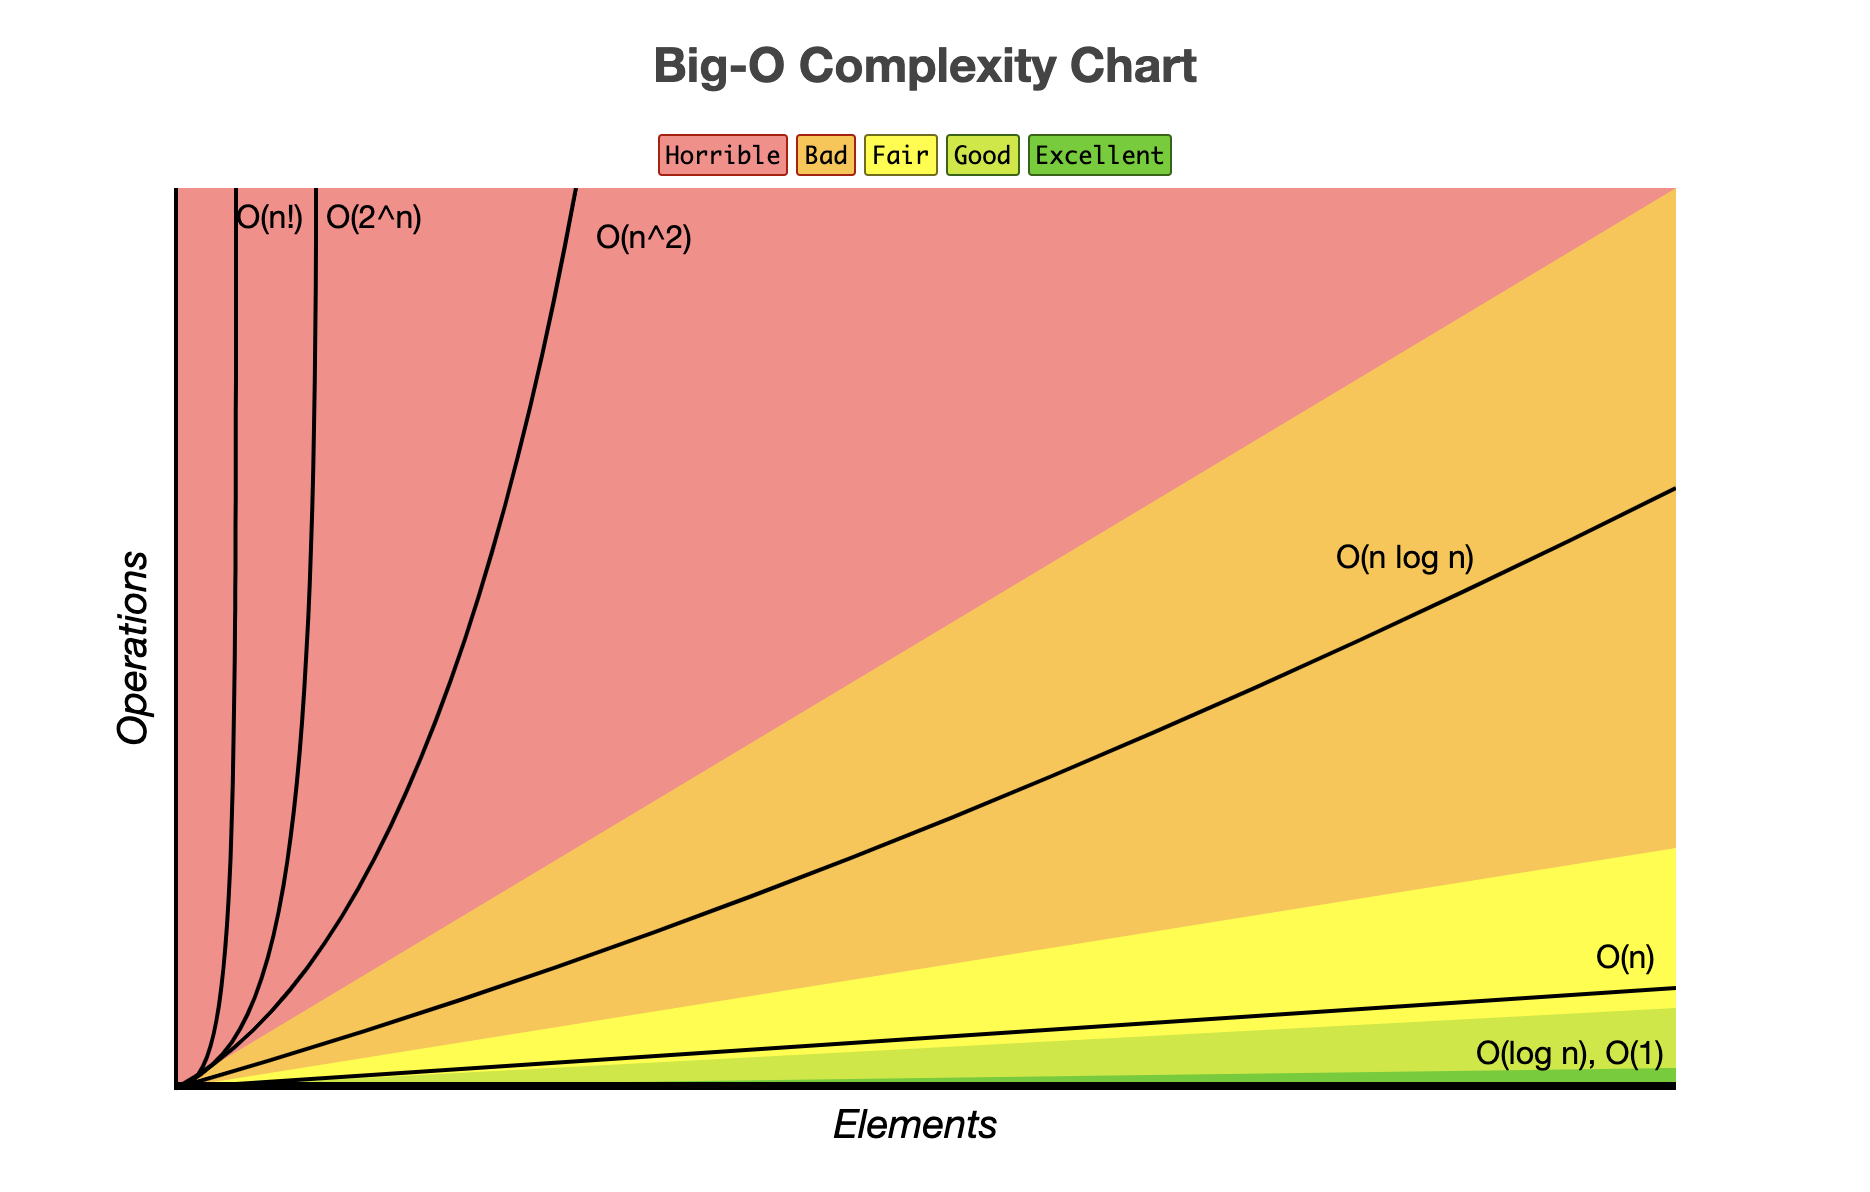 Big-O Complexity Chart
Horrible Bad Fair Good Excellent
O(n!) O(2^n)
O(n^2)
O(n log n)
Operations
O(n)
O(log n), O(1)
Elements